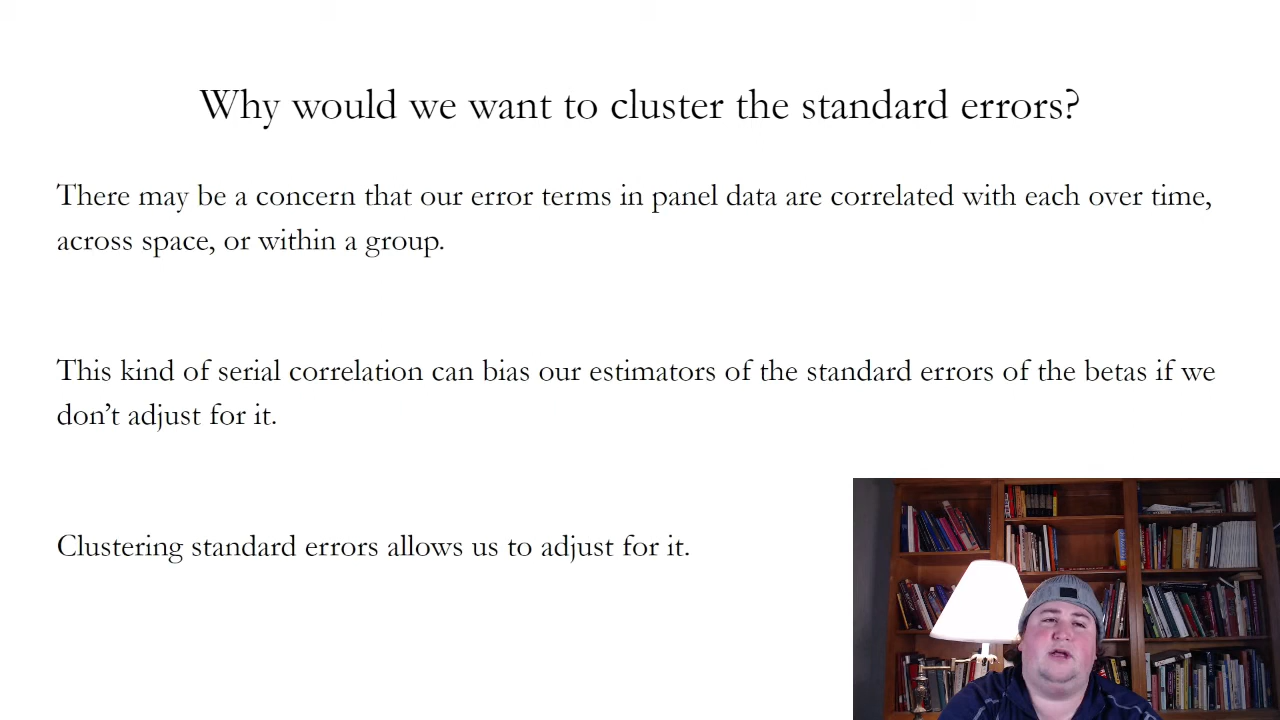 Why would we want to cluster the standard errors?
There may be a concern that our error terms in panel data are correlated with each over time,
across space, or within a group.
This kind of serial correlation can bias our estimators of the standard errors of the betas if we
don’t adjust for it.
Clustering standard errors allows us to adjust for it.